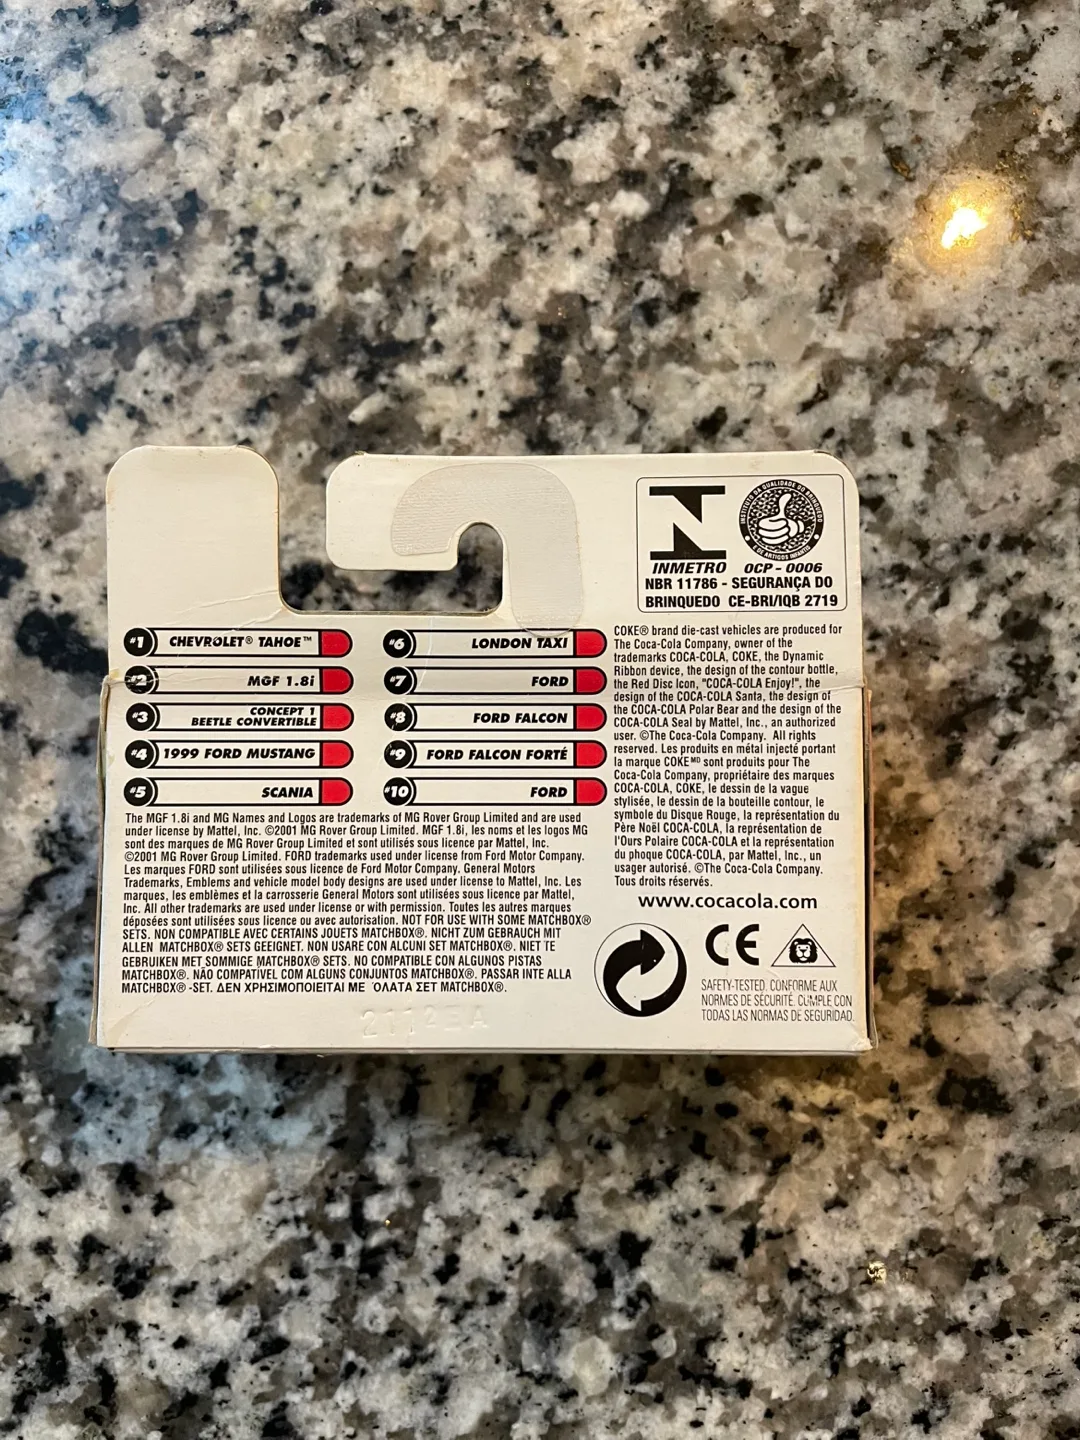 INSTITUTO DA QUALIDADE DO BRINQUEDO
E DE ARTIGOS INFANTIS
INMETRO OCP - 0006
NBR 11786 - SEGURANÇA DO
BRINQUEDO CE-BRI/IQB 2719
#1 CHEVROLET® TAHOE™
#2 MGF 1.8i
#3 CONCEPT 1
BEETLE CONVERTIBLE
#4 1999 FORD MUSTANG
#5 SCANIA
#6 LONDON TAXI
#7 FORD
#8 FORD FALCON
#9 FORD FALCON FORTÉ
#10 FORD
The MGF 1.8i and MG Names and Logos are trademarks of MG Rover Group Limited and are used
under license by Mattel, Inc. ©2001 MG Rover Group Limited. MGF 1.8i, les noms et les logos MG
sont des marques de MG Rover Group Limited et sont utilisés sous licence par Mattel, Inc.
©2001 MG Rover Group Limited. FORD trademarks used under license from Ford Motor Company.
Les marques FORD sont utilisées sous licence de Ford Motor Company. General Motors
Trademarks, Emblems and vehicle model body designs are used under license to Mattel, Inc. Les
marques, les emblèmes et la carrosserie General Motors sont utilisés sous licence par Mattel,
Inc. All other trademarks are used under license or with permission. Toutes les autres marques
déposées sont utilisées sous licence ou avec autorisation. NOT FOR USE WITH SOME MATCHBOX®
SETS. NON COMPATIBLE AVEC CERTAINS JOUETS MATCHBOX®. NICHT ZUM GEBRAUCH MIT
ALLEN MATCHBOX® SETS GEEIGNET. NON USARE CON ALCUNI SET MATCHBOX®. NIET TE
GEBRUIKEN MET SOMMIGE MATCHBOX® SETS. NO COMPATIBLE CON ALGUNOS PISTAS
MATCHBOX®. NÃO COMPATÍVEL COM ALGUNS CONJUNTOS MATCHBOX®. PASSAR INTE ALLA
MATCHBOX® -SET. ΔΕΝ ΧΡΗΣΙΜΟΠΟΙΕΙΤΑΙ ΜΕ ΌΛΑΤΑ ΣΕΤ MATCHBOX®.
COKE® brand die-cast vehicles are produced for
The Coca-Cola Company, owner of the
trademarks COCA-COLA, COKE, the Dynamic
Ribbon device, the design of the contour bottle,
the Red Disc Icon, "COCA-COLA Enjoy!", the
design of the COCA-COLA Santa, the design of
the COCA-COLA Polar Bear and the design of the
COCA-COLA Seal by Mattel, Inc., an authorized
user. ©The Coca-Cola Company. All rights
reserved. Les produits en métal injecté portant
la marque COKE MD sont produits pour The
Coca-Cola Company, propriétaire des marques
COCA-COLA, COKE, le dessin de la vague
stylisée, le dessin de la bouteille contour, le
symbole du Disque Rouge, la représentation du
Père Noël COCA-COLA, la représentation de
l'Ours Polaire COCA-COLA et la représentation
du phoque COCA-COLA, par Mattel, Inc., un
usager autorisé. ©The Coca-Cola Company.
Tous droits réservés.
www.cocacola.com
CE
SAFETY-TESTED. CONFORME AUX
NORMES DE SÉCURITÉ. CUMPLE CON
TODAS LAS NORMAS DE SEGURIDAD.